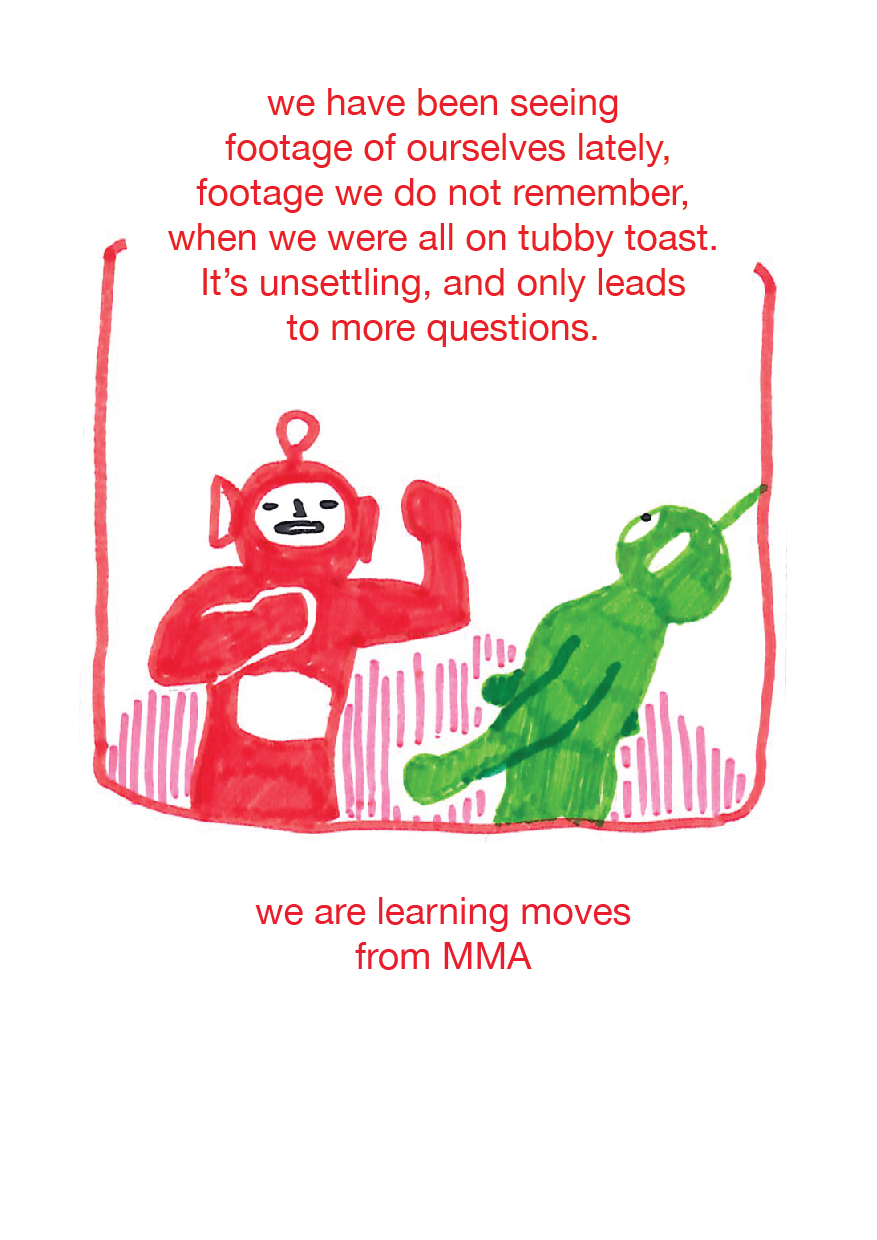 we have been seeing
footage of ourselves lately,
footage we do not remember,
when we were all on tubby toast.
It’s unsettling, and only leads
to more questions.
we are learning moves
from MMA